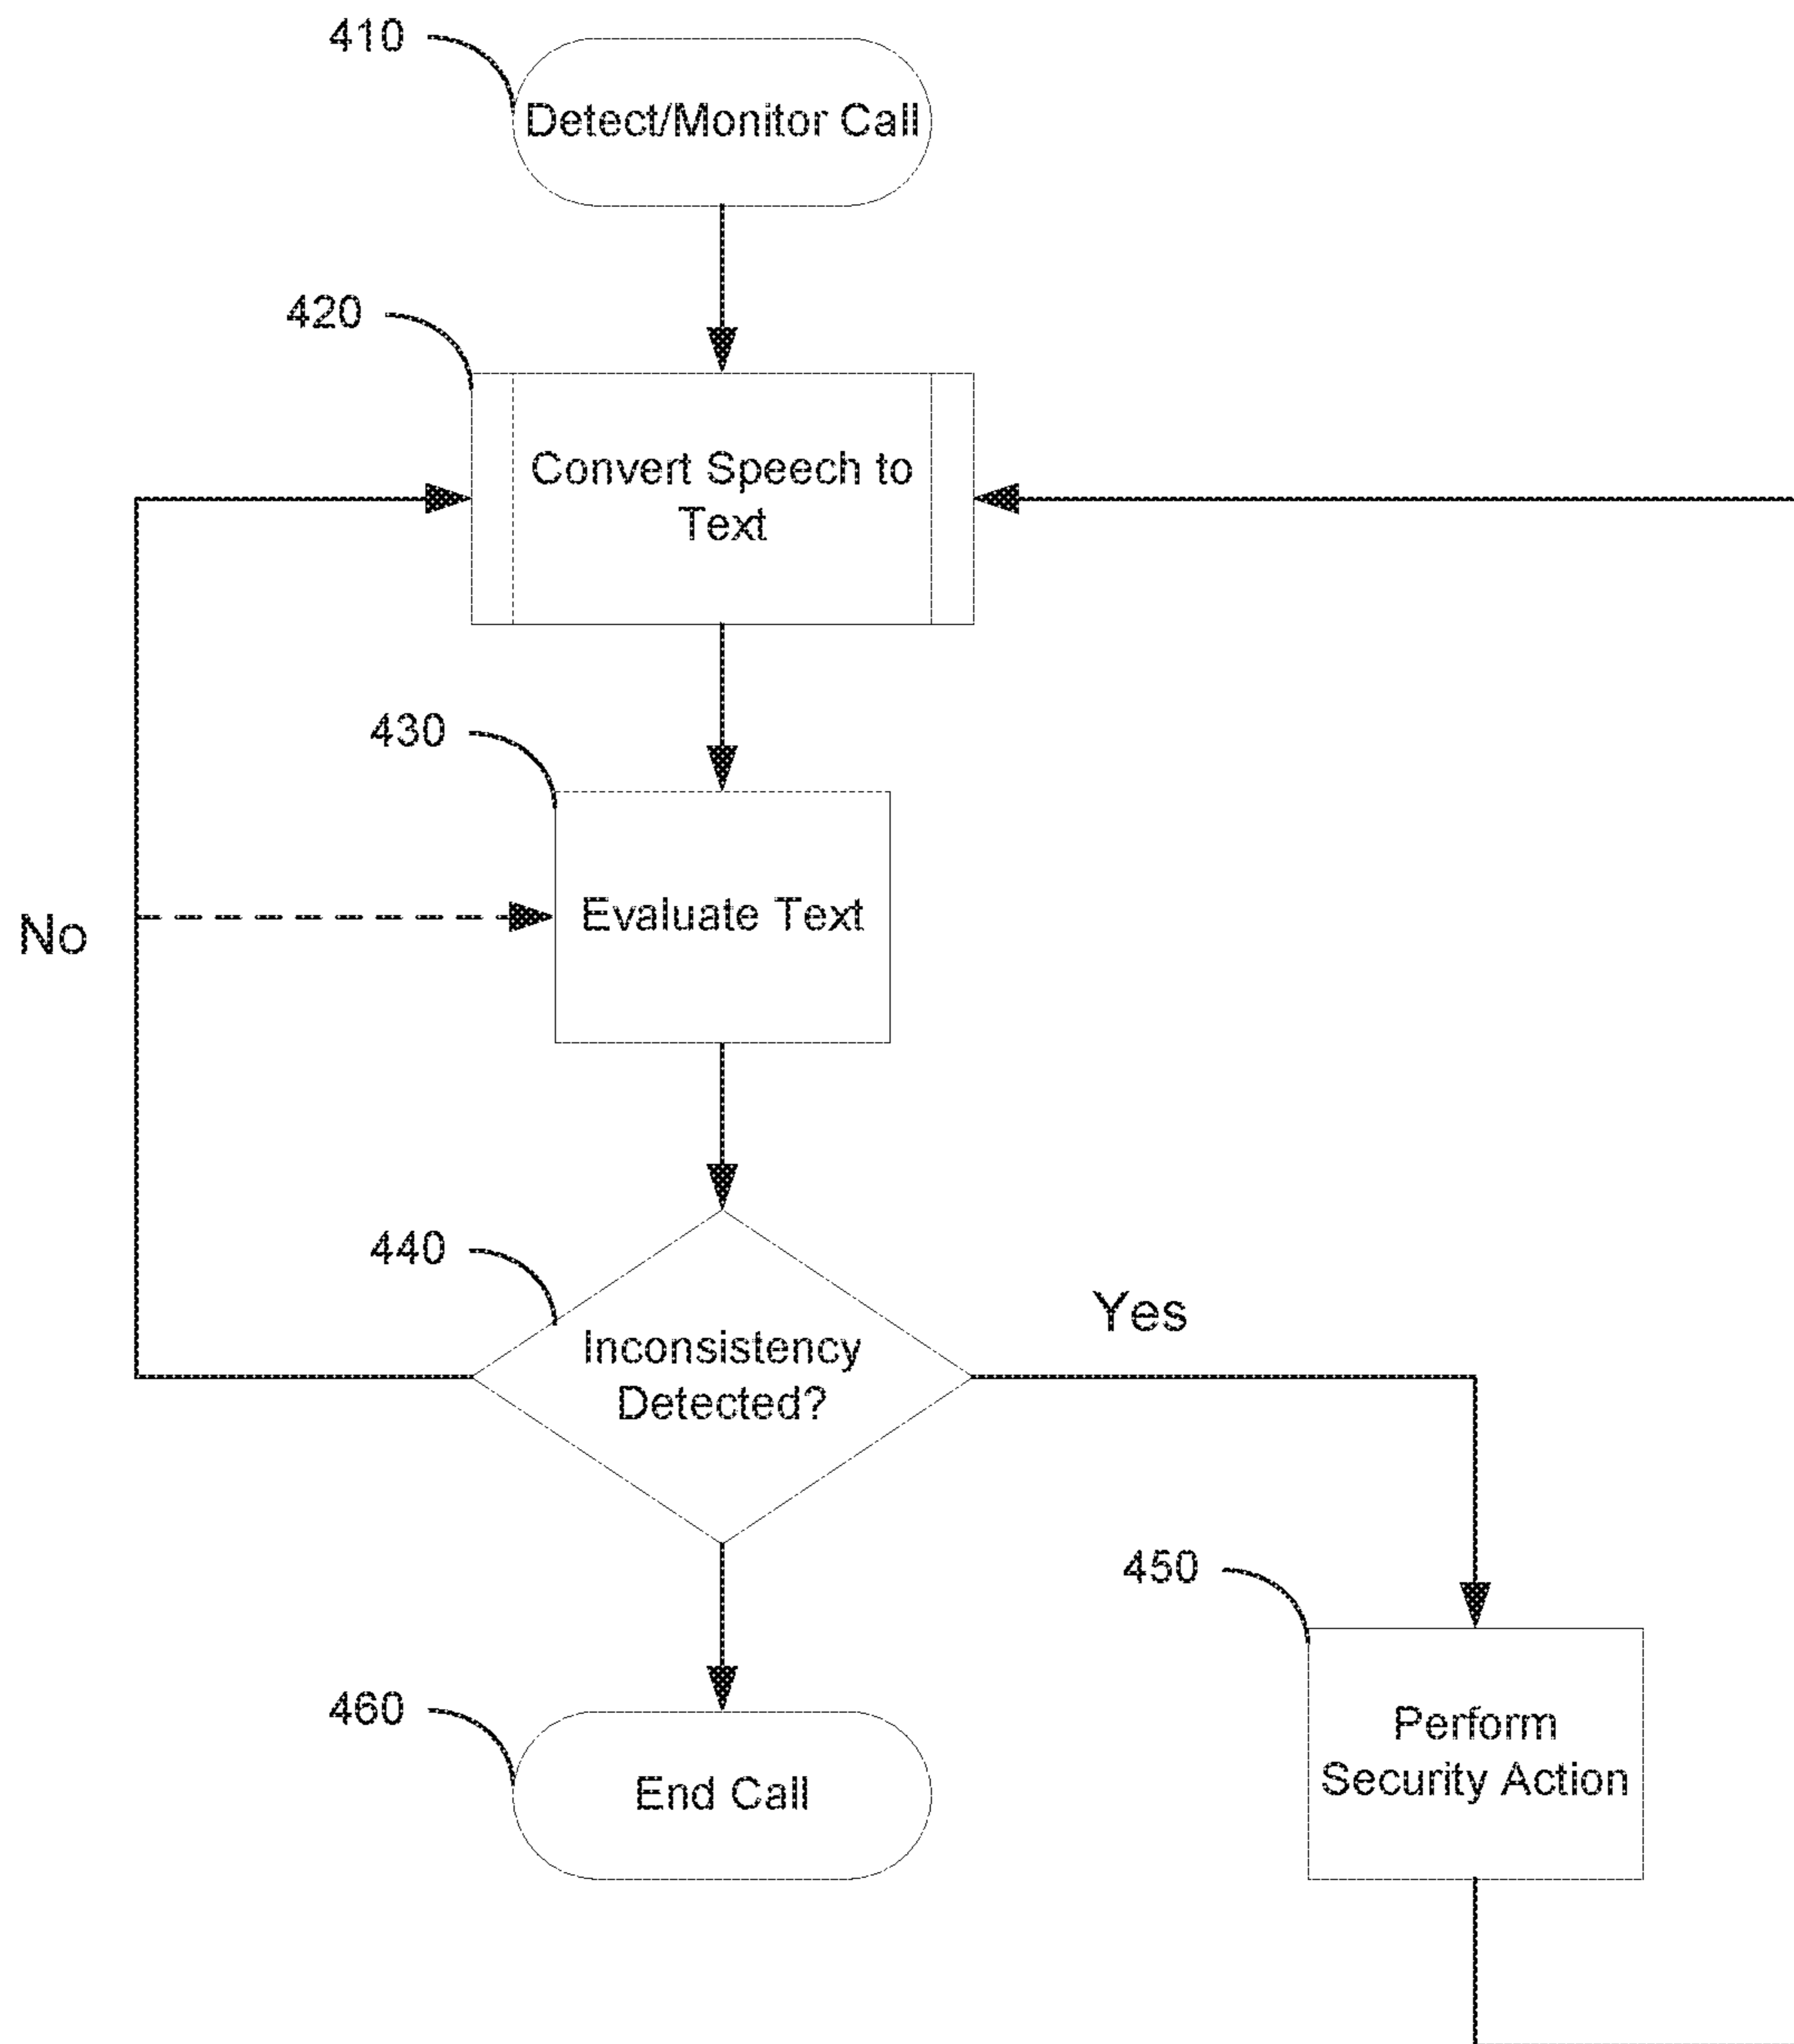 410
Detect/Monitor Call
420
Convert Speech to
Text
430
Evaluate Text
No
440
Inconsistency
Detected?
Yes
450
Perform
Security Action
460
End Call